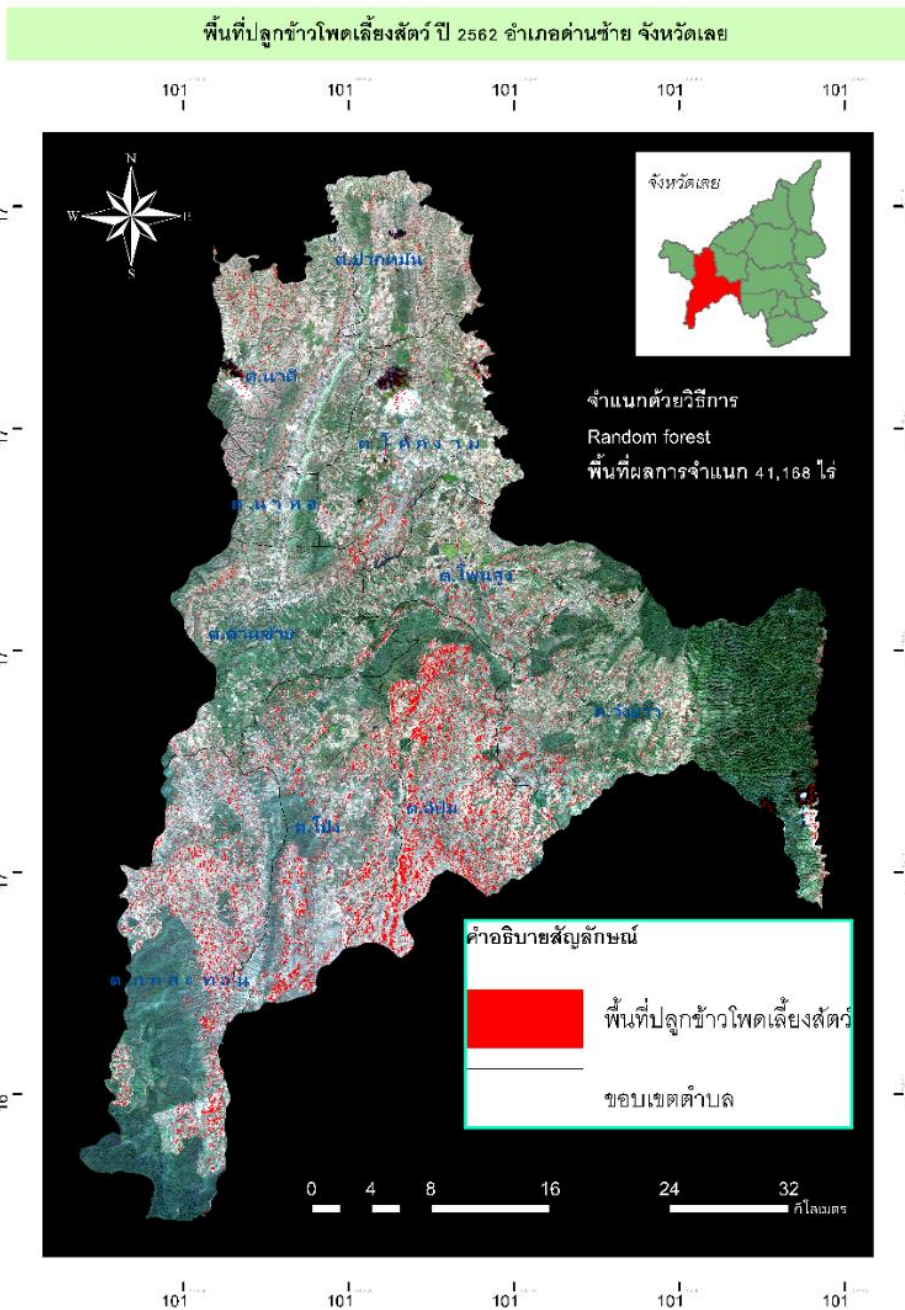 พื้นที่ปลูกข้าวโพดเลี้ยงสัตว์ ปี 2562 อำเภอด่านซ้าย จังหวัดเลย
101 101 101 101 101
N
W E
S
จังหวัดเลย
17
ต.ปากหมัน
ต.นาดี
จำแนกด้วยวิธีการ
Random forest
พื้นที่ผลการจำแนก 41,168 ไร่
17
ต.โคกงาม
ต.นาหอ
ต.โพนสูง
ต.ด่านซ้าย
17
ต.วังยาว
ต.อีปุ่ม
ต.โป่ง
17
คำอธิบายสัญลักษณ์
ต.กกสะทอน
พื้นที่ปลูกข้าวโพดเลี้ยงสัตว์
ขอบเขตตำบล
16
0 4 8 16 24 32
กิโลเมตร
101 101 101 101 101